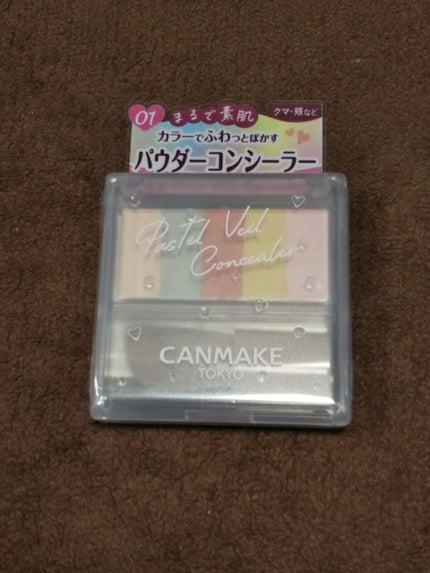 01
まるで素肌
クマ・頬など
カラーでふわっとぼかす
パウダーコンシーラー
Pastel Veil
Concealer
CANMAKE
TOKYO